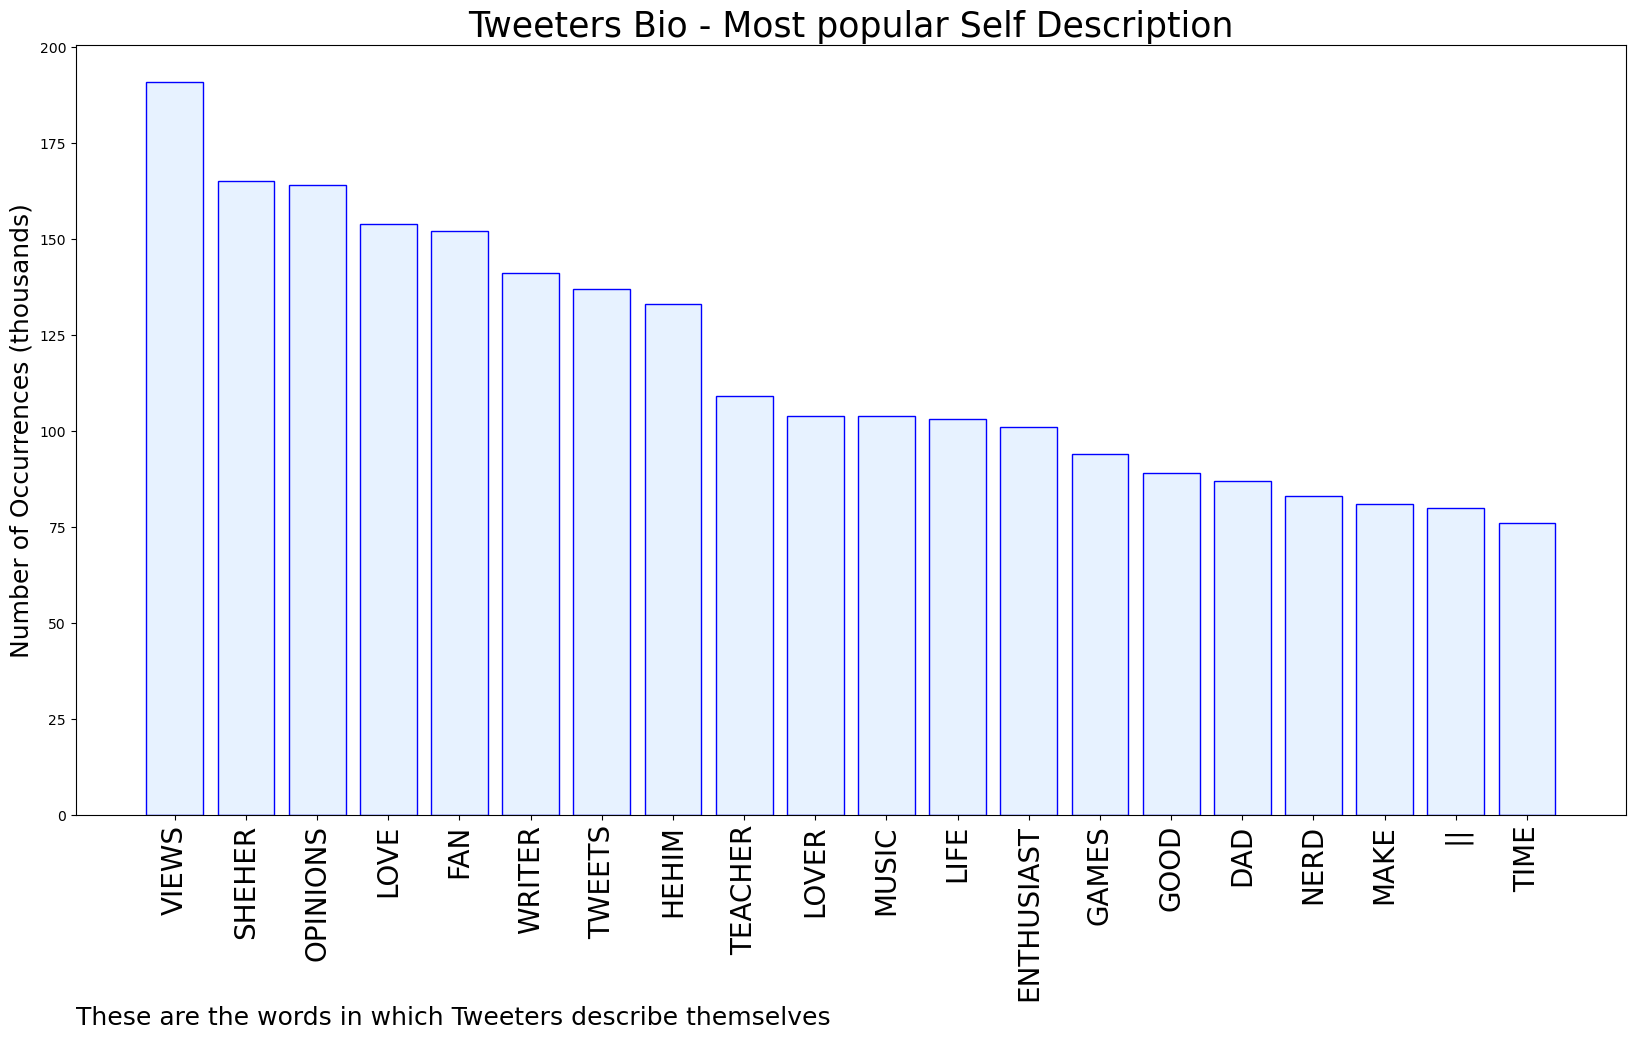 Tweeters Bio - Most popular Self Description
Number of Occurrences (thousands)
200
175
150
125
100
75
50
25
0
VIEWS
SHEHER
OPINIONS
LOVE
FAN
WRITER
TWEETS
HEHIM
TEACHER
LOVER
MUSIC
LIFE
ENTHUSIAST
GAMES
GOOD
DAD
NERD
MAKE
||
TIME
These are the words in which Tweeters describe themselves